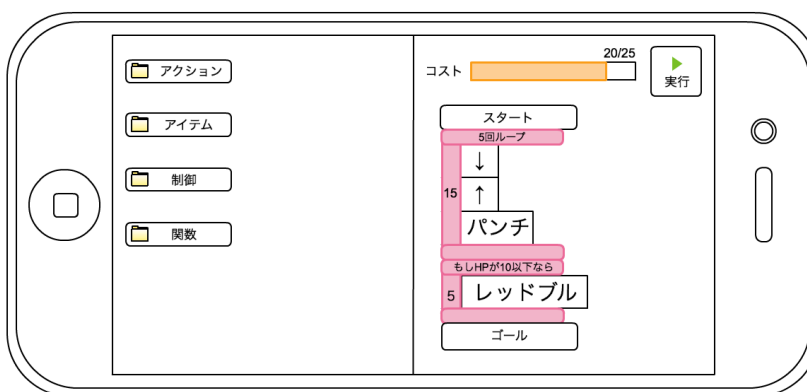 アクション
アイテム
制御
関数
コスト
20/25
実行
スタート
5回ループ
↓
15
↑
パンチ
もしHPが10以下なら
5
レッドブル
ゴール